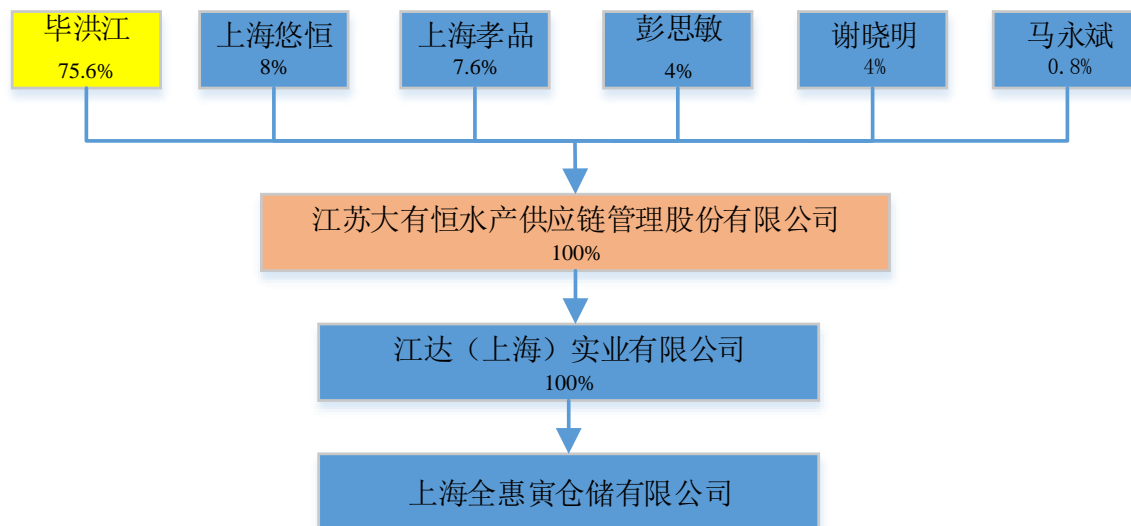 毕洪江
75.6%
上海悠恒
8%
上海孝品
7.6%
彭思敏
4%
谢晓明
4%
马永斌
0.8%
江苏大有恒水产供应链管理股份有限公司
100%
江达（上海）实业有限公司
100%
上海全惠寅仓储有限公司